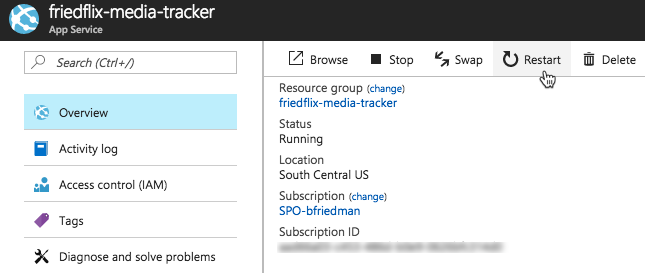 friedflix-media-tracker
App Service
Search (Ctrl+/)
Browse Stop Swap Restart Delete
Overview
Activity log
Access control (IAM)
Tags
Diagnose and solve problems
Resource group (change)
friedflix-media-tracker
Status
Running
Location
South Central US
Subscription (change)
SPO-bfriedman
Subscription ID